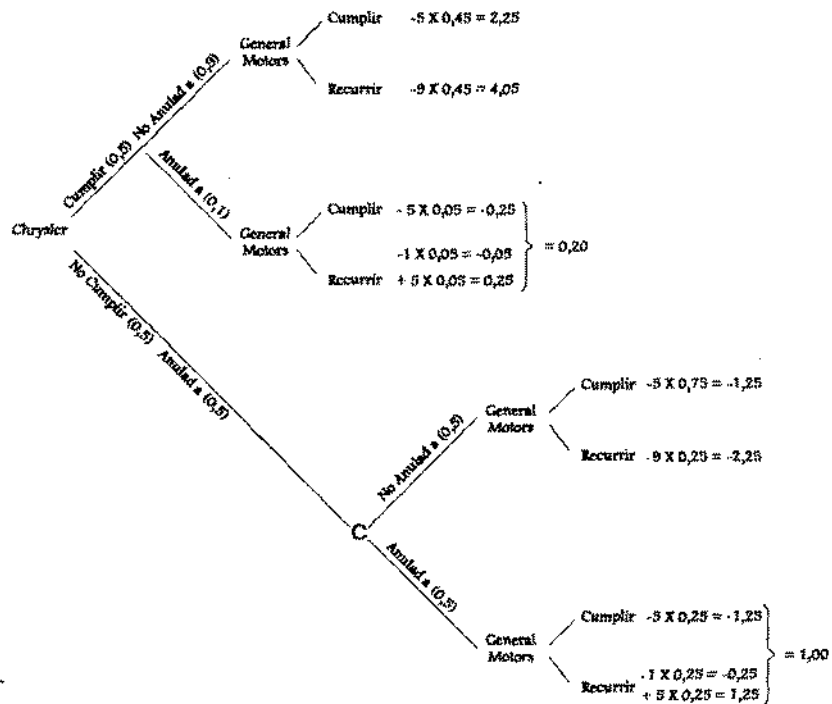 Cumplir -5 X 0,45 = 2,25
General
Motors
Recurrir -9 X 0,45 = 4,05
Cumplir (0,5) No Anulada (0,9)
Anulada (0,1)
Chrysler
General
Motors
Cumplir - 5 X 0,05 = -0,25
-1 X 0,05 = -0,05
Recurrir + 5 X 0,05 = 0,25
= 0,20
No Cumplir (0,5) Anulada (0,5)
Cumplir -5 X 0,75 = -1,25
General
Motors
Recurrir -9 X 0,25 = -2,25
No Anulada (0,5)
C
Anulada (0,5)
Cumplir -5 X 0,25 = -1,25
General
Motors
Recurrir -1 X 0,25 = -0,25
+ 5 X 0,25 = 1,25
= 1,00